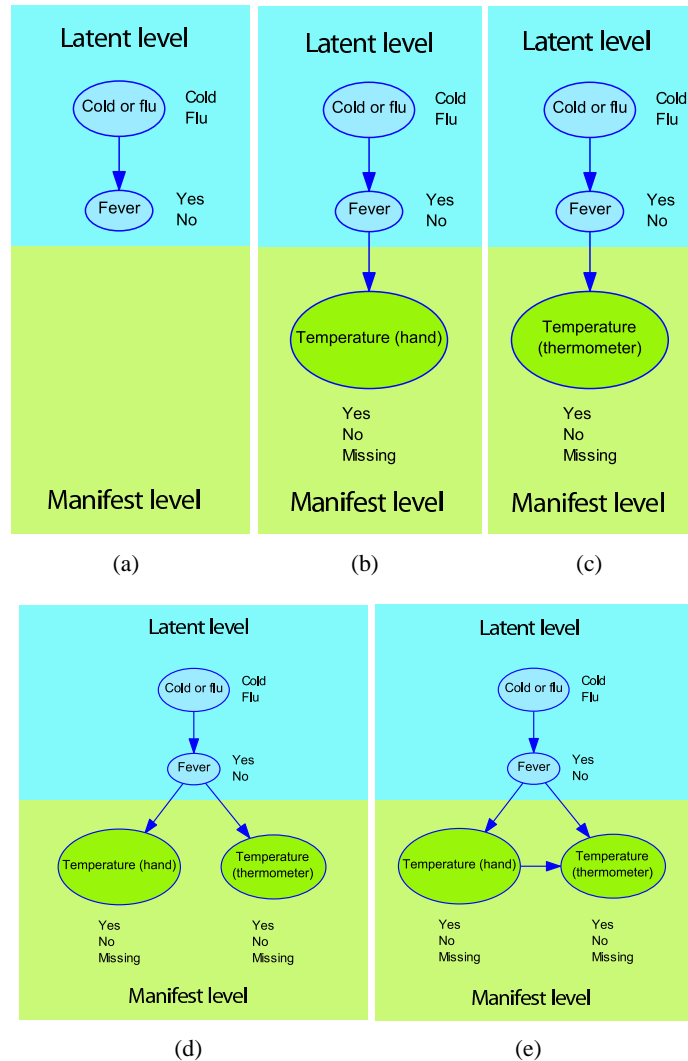 Latent level
Cold or flu
Cold
Flu
Fever
Yes
No
Manifest level
(a)
Latent level
Cold or flu
Cold
Flu
Fever
Yes
No
Temperature (hand)
Yes
No
Missing
Manifest level
(b)
Latent level
Cold or flu
Cold
Flu
Fever
Yes
No
Temperature
(thermometer)
Yes
No
Missing
Manifest level
(c)
Latent level
Cold or flu
Cold
Flu
Fever
Yes
No
Temperature (hand)
Temperature
(thermometer)
Yes
No
Missing
Yes
No
Missing
Manifest level
(d)
Latent level
Cold or flu
Cold
Flu
Fever
Yes
No
Temperature (hand)
Temperature
(thermometer)
Yes
No
Missing
Yes
No
Missing
Manifest level
(e)